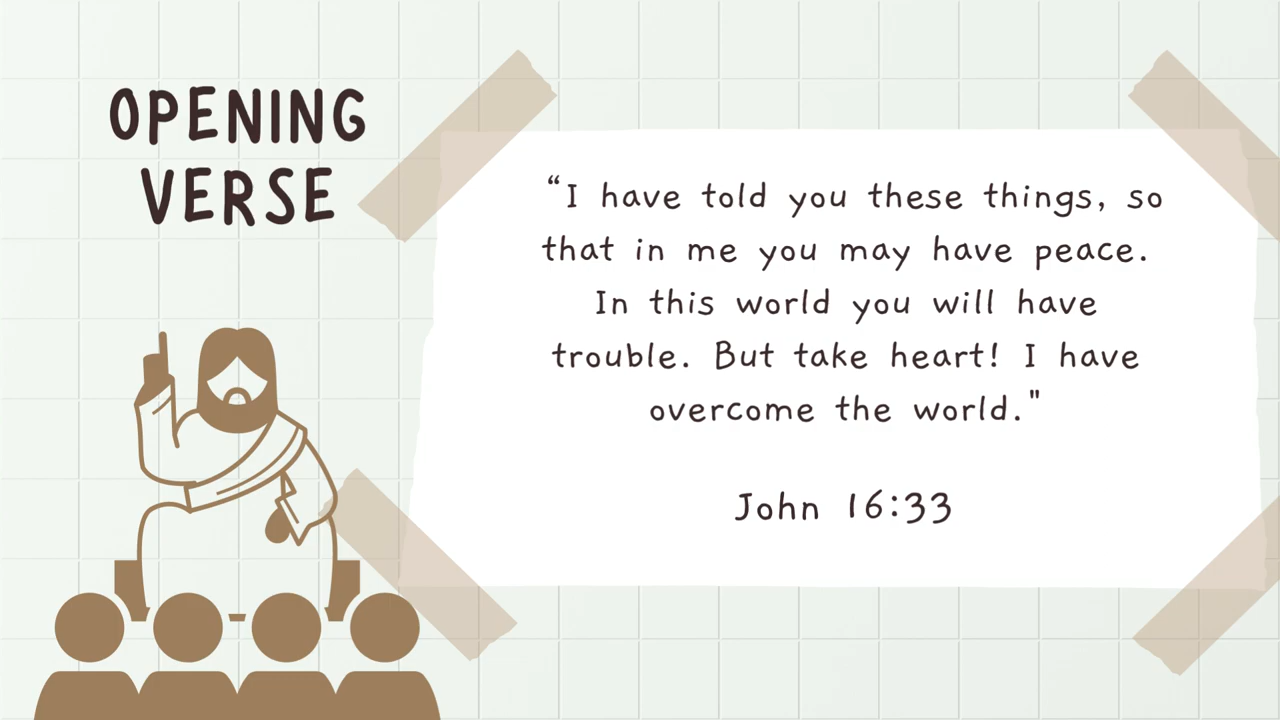 OPENING
VERSE
“I have told you these things, so
that in me you may have peace.
In this world you will have
trouble. But take heart! I have
overcome the world."
John 16:33